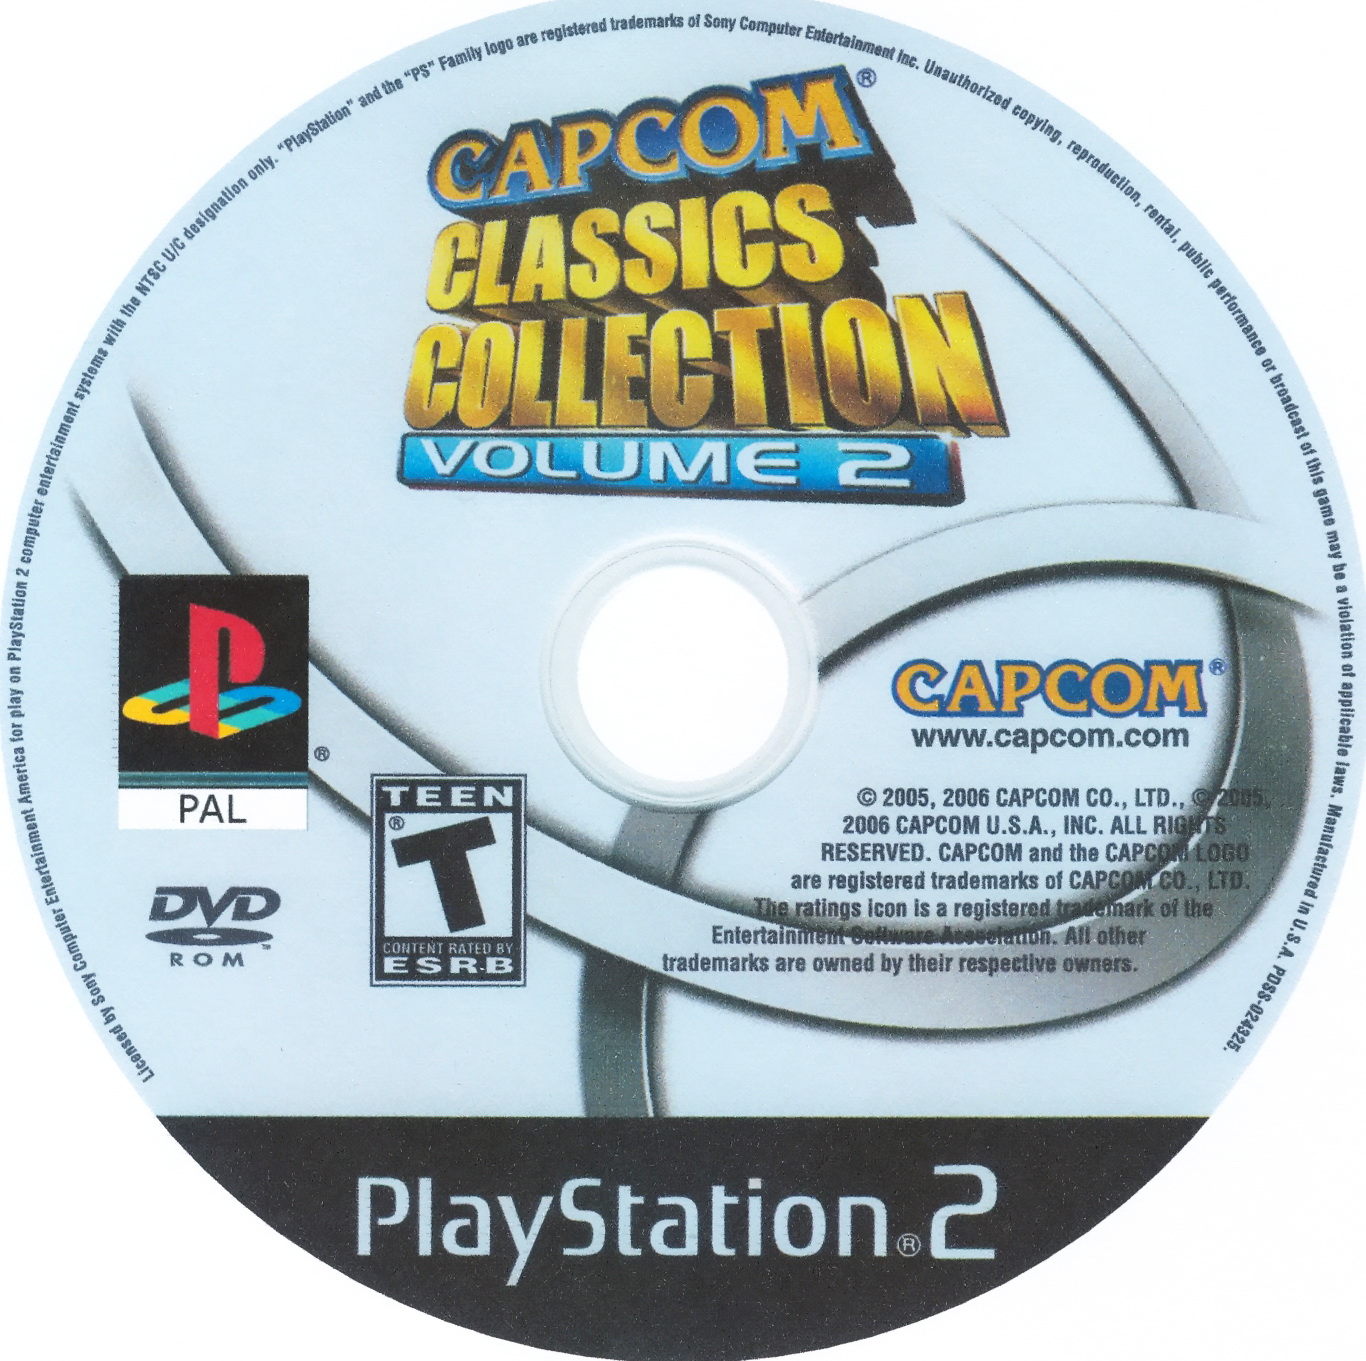 Licensed by Sony Computer Entertainment America for play on PlayStation 2 computer entertainment systems with the NTSC U/C designation only. "PlayStation" and the "PS" Family logo are registered trademarks of Sony Computer Entertainment Inc. Unauthorized copying, reproduction, rental, public performance or broadcast of this game may be a violation of applicable laws. Manufactured in U.S.A. PDSS-024325.
CAPCOM®
CLASSICS
COLLECTION
VOLUME 2
®
PAL
DVD
™
ROM
TEEN
®
T
CONTENT RATED BY
ESRB
CAPCOM®
www.capcom.com
© 2005, 2006 CAPCOM CO., LTD., © 2005,
2006 CAPCOM U.S.A., INC. ALL RIGHTS
RESERVED. CAPCOM and the CAPCOM LOGO
are registered trademarks of CAPCOM CO., LTD.
The ratings icon is a registered trademark of the
Entertainment Software Association. All other
trademarks are owned by their respective owners.
PlayStation®2